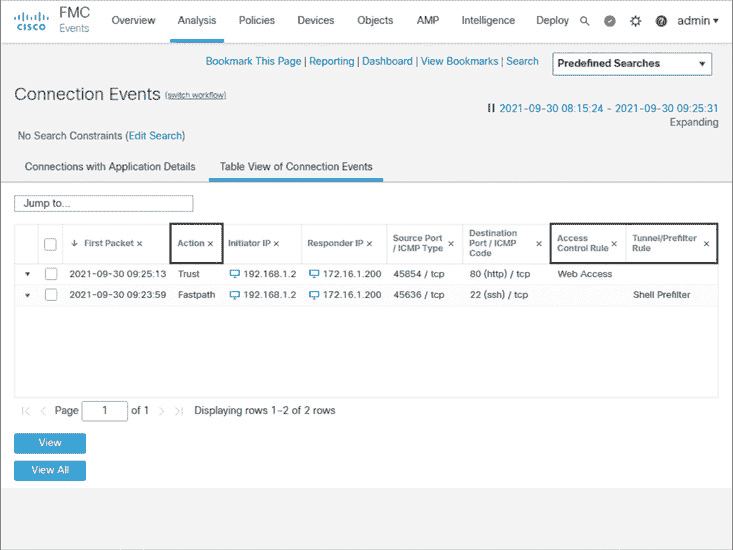 CISCO
FMC
Events
Overview Analysis Policies Devices Objects AMP Intelligence Deploy admin
Bookmark This Page | Reporting | Dashboard | View Bookmarks | Search
Predefined Searches
Connection Events (switch workflow)
2021-09-30 08:15:24 - 2021-09-30 09:25:31
Expanding
No Search Constraints (Edit Search)
Connections with Application Details Table View of Connection Events
Jump to...
First Packet × Action × Initiator IP × Responder IP × Source Port / ICMP Type × Destination Port / ICMP Code × Access Control Rule × Tunnel/Prefilter Rule ×
2021-09-30 09:25:13 Trust 192.168.1.2 172.16.1.200 45854 / tcp 80 (http) / tcp Web Access
2021-09-30 09:23:59 Fastpath 192.168.1.2 172.16.1.200 45636 / tcp 22 (ssh) / tcp Shell Prefilter
Page 1 of 1 Displaying rows 1-2 of 2 rows
View
View All